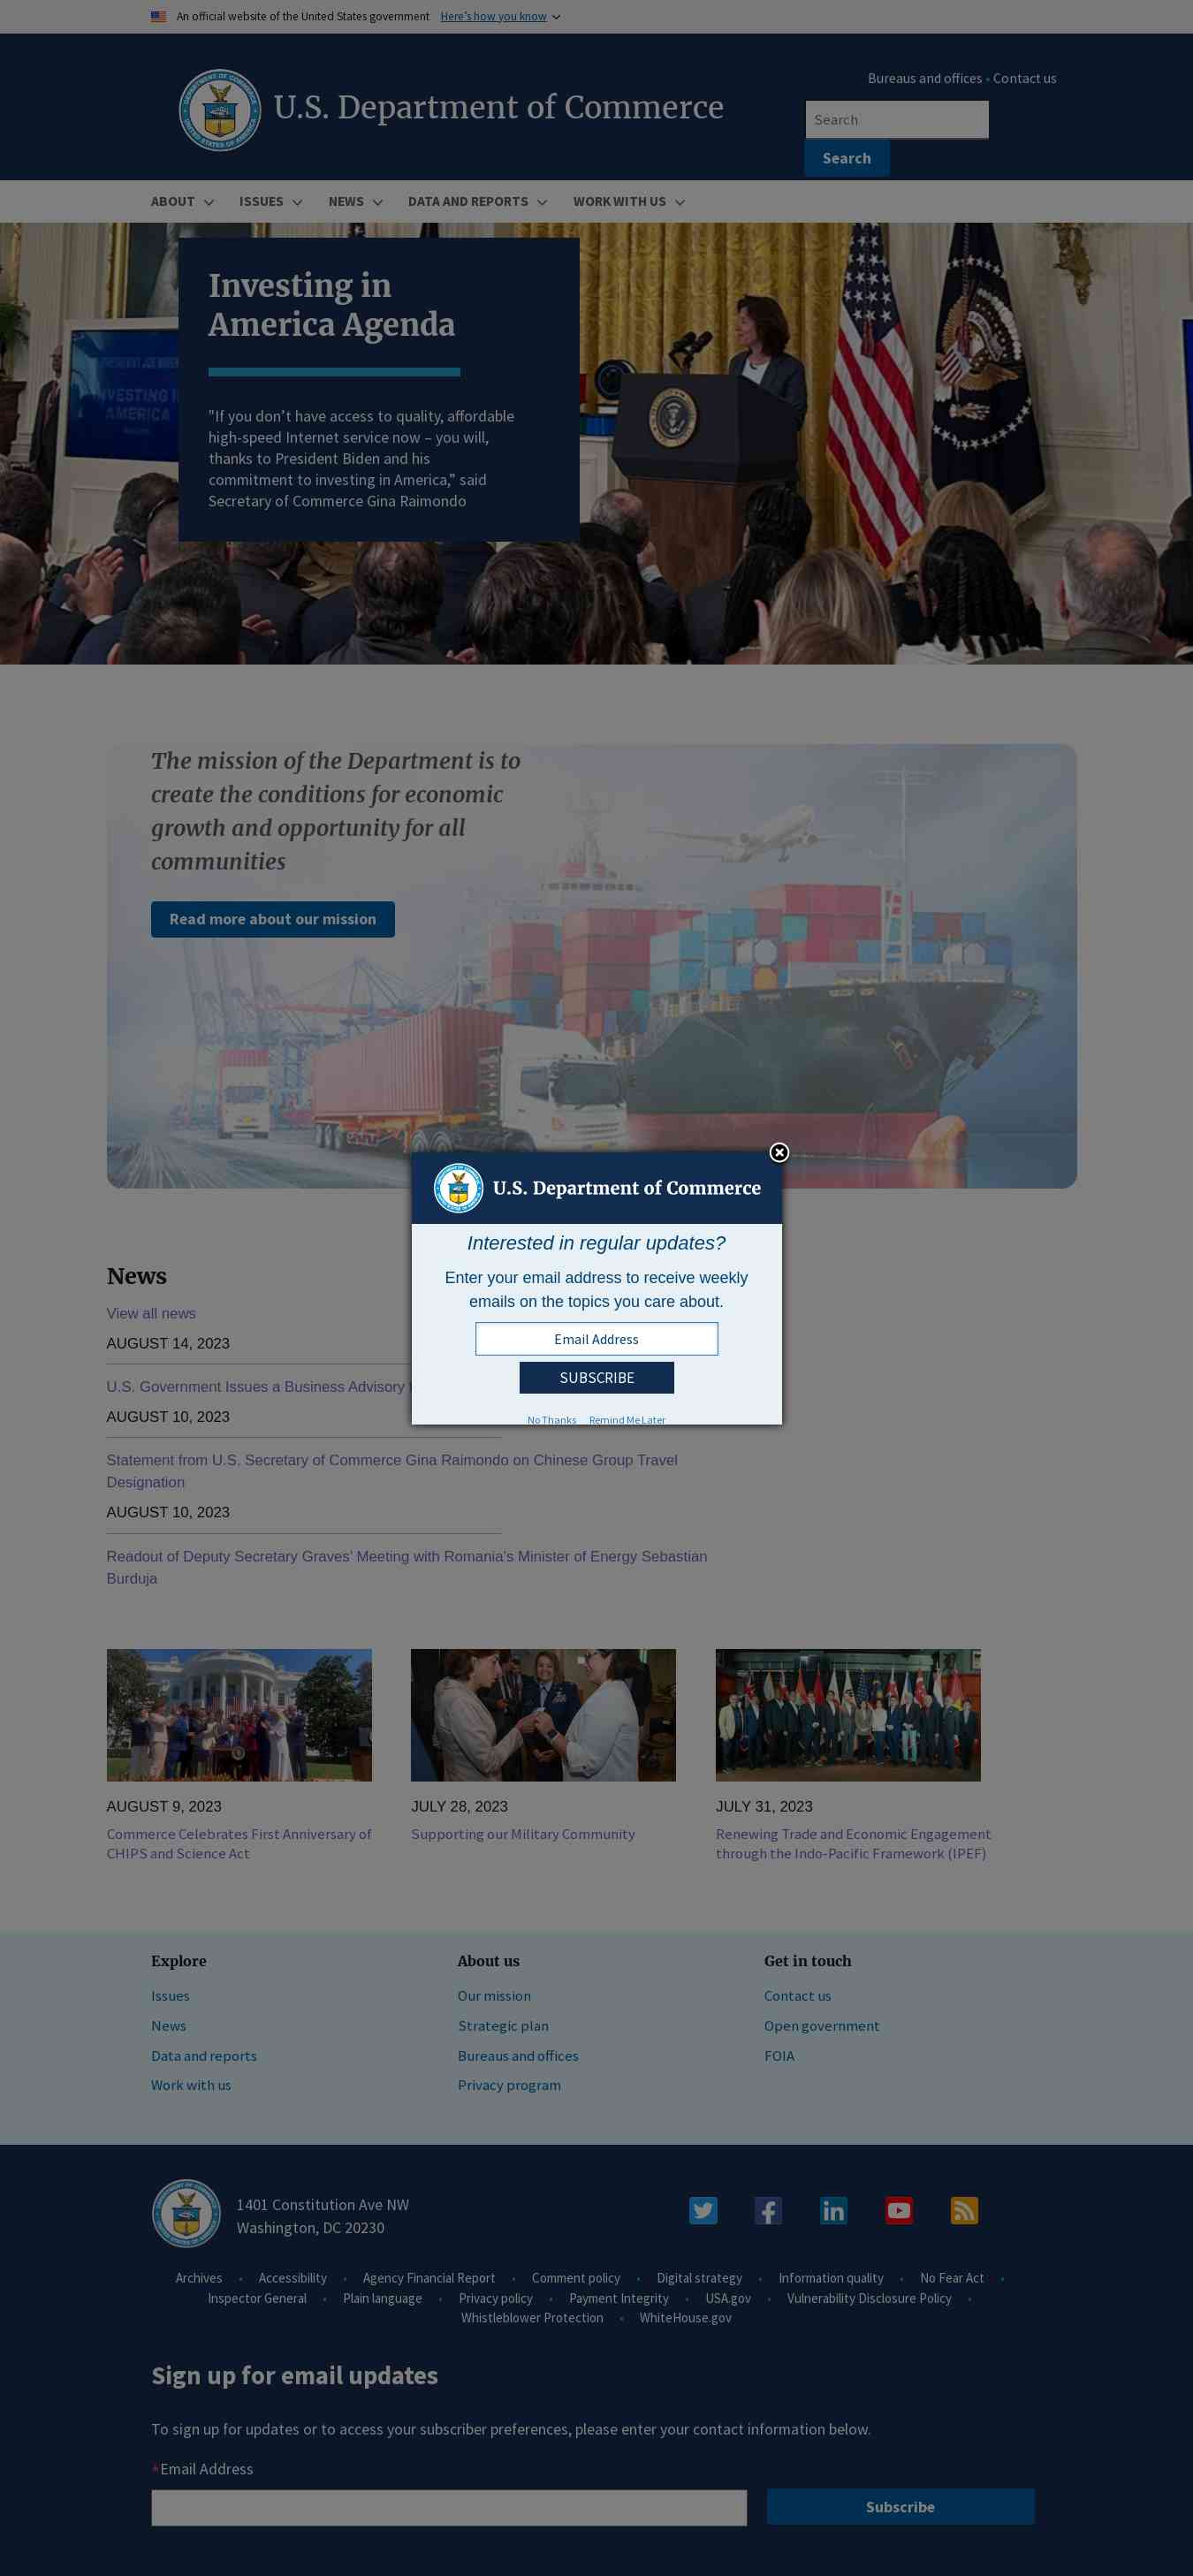 An official website of the United States government Here's how you know
Bureaus and offices • Contact us
U.S. Department of Commerce
Search
Search
ABOUT ISSUES NEWS DATA AND REPORTS WORK WITH US
Investing in
America Agenda
"If you don’t have access to quality, affordable
high-speed Internet service now – you will,
thanks to President Biden and his
commitment to investing in America,” said
Secretary of Commerce Gina Raimondo
INVESTING IN
AMERICA
The mission of the Department is to
create the conditions for economic
growth and opportunity for all
communities
Read more about our mission
U.S. Department of Commerce
Interested in regular updates?
Enter your email address to receive weekly
emails on the topics you care about.
Email Address
SUBSCRIBE
No Thanks Remind Me Later
News
View all news
AUGUST 14, 2023
U.S. Government Issues a Business Advisory
AUGUST 10, 2023
Statement from U.S. Secretary of Commerce Gina Raimondo on Chinese Group Travel
Designation
AUGUST 10, 2023
Readout of Deputy Secretary Graves’ Meeting with Romania’s Minister of Energy Sebastian
Burduja
AUGUST 9, 2023
Commerce Celebrates First Anniversary of
CHIPS and Science Act
JULY 28, 2023
Supporting our Military Community
JULY 31, 2023
Renewing Trade and Economic Engagement
through the Indo-Pacific Framework (IPEF)
Explore
Issues
News
Data and reports
Work with us
About us
Our mission
Strategic plan
Bureaus and offices
Privacy program
Get in touch
Contact us
Open government
FOIA
1401 Constitution Ave NW
Washington, DC 20230
Archives • Accessibility • Agency Financial Report • Comment policy • Digital strategy • Information quality • No Fear Act •
Inspector General • Plain language • Privacy policy • Payment Integrity • USA.gov • Vulnerability Disclosure Policy •
Whistleblower Protection • WhiteHouse.gov
Sign up for email updates
To sign up for updates or to access your subscriber preferences, please enter your contact information below.
*Email Address
Subscribe